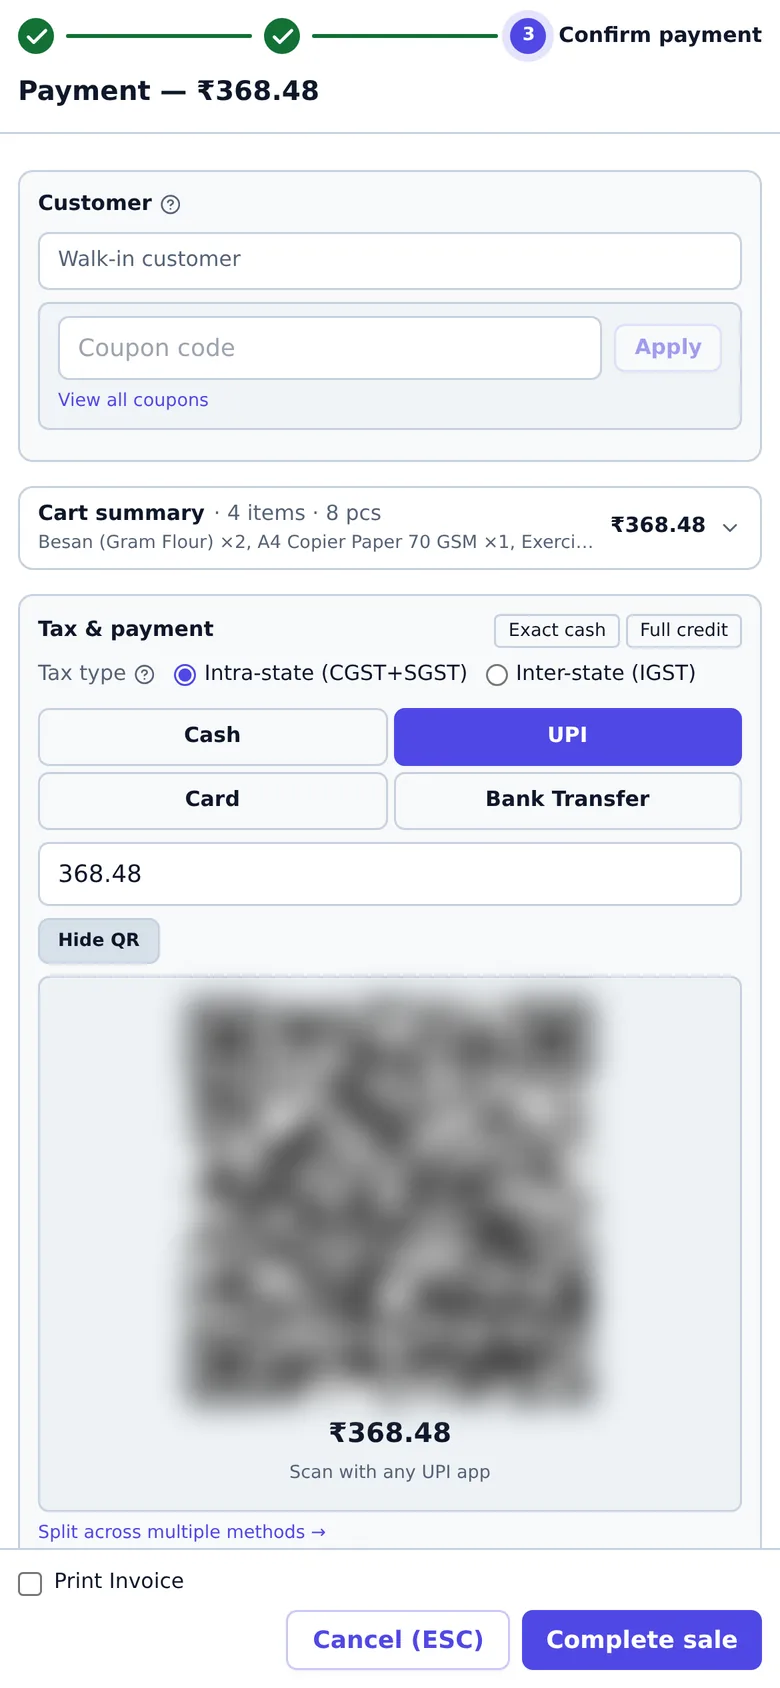 3 Confirm payment
Payment — ₹368.48
Customer ?
Walk-in customer
Coupon code
Apply
View all coupons
Cart summary · 4 items · 8 pcs
₹368.48
Besan (Gram Flour) ×2, A4 Copier Paper 70 GSM ×1, Exerci…
Tax & payment
Exact cash
Full credit
Tax type ? Intra-state (CGST+SGST) Inter-state (IGST)
Cash
UPI
Card
Bank Transfer
368.48
Hide QR
₹368.48
Scan with any UPI app
Split across multiple methods →
Print Invoice
Cancel (ESC)
Complete sale